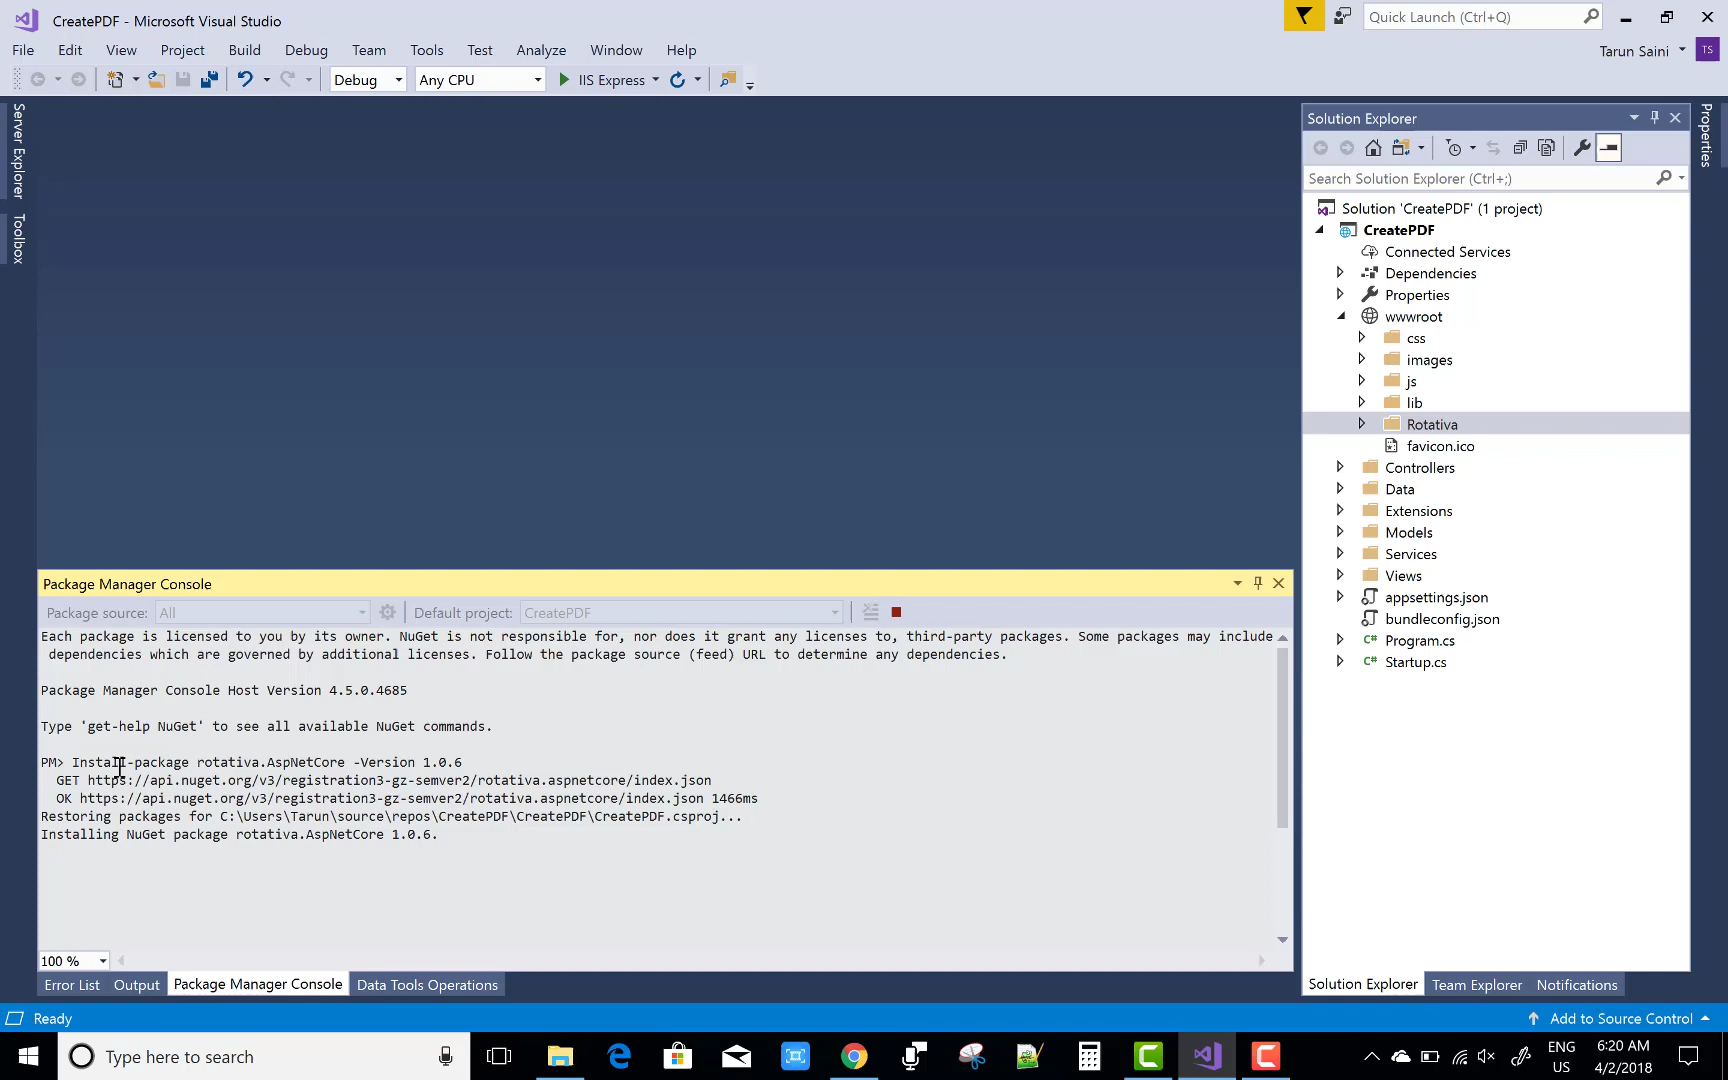 CreatePDF - Microsoft Visual Studio
Quick Launch (Ctrl+Q)
File Edit View Project Build Debug Team Tools Test Analyze Window Help
Tarun Saini TS
Debug Any CPU IIS Express
Server Explorer
Toolbox
Solution Explorer
Properties
Search Solution Explorer (Ctrl+;)
Solution 'CreatePDF' (1 project)
CreatePDF
Connected Services
Dependencies
Properties
wwwroot
css
images
js
lib
Rotativa
favicon.ico
Controllers
Data
Extensions
Models
Services
Views
appsettings.json
bundleconfig.json
C# Program.cs
C# Startup.cs
Package Manager Console
Package source: All Default project: CreatePDF
Each package is licensed to you by its owner. NuGet is not responsible for, nor does it grant any licenses to, third-party packages. Some packages may include
dependencies which are governed by additional licenses. Follow the package source (feed) URL to determine any dependencies.
Package Manager Console Host Version 4.5.0.4685
Type 'get-help NuGet' to see all available NuGet commands.
PM> Install-package rotativa.AspNetCore -Version 1.0.6
GET https://api.nuget.org/v3/registration3-gz-semver2/rotativa.aspnetcore/index.json
OK https://api.nuget.org/v3/registration3-gz-semver2/rotativa.aspnetcore/index.json 1466ms
Restoring packages for C:\Users\Tarun\source\repos\CreatePDF\CreatePDF\CreatePDF.csproj...
Installing NuGet package rotativa.AspNetCore 1.0.6.
100 %
Error List Output Package Manager Console Data Tools Operations
Solution Explorer Team Explorer Notifications
Ready
Add to Source Control
Type here to search
ENG
US
6:20 AM
4/2/2018